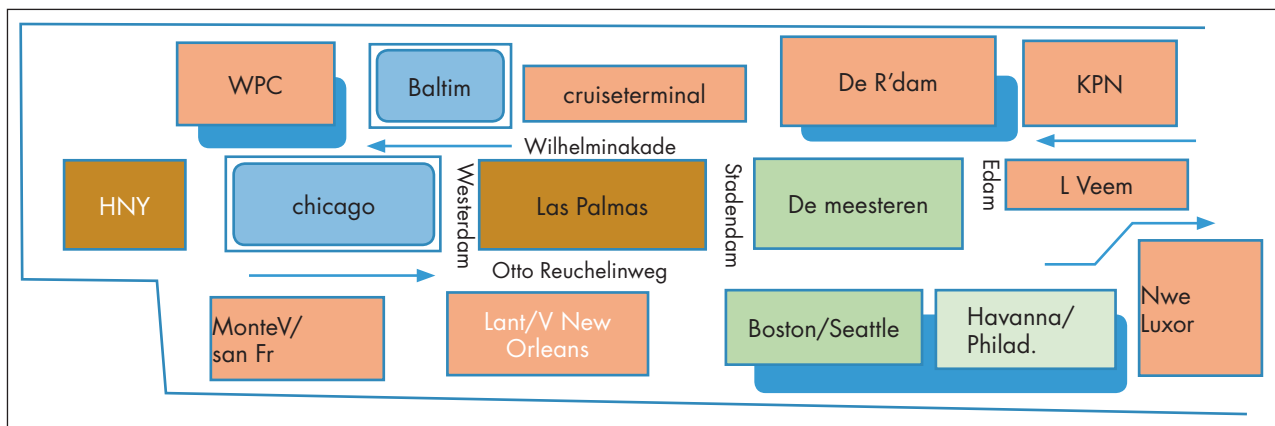 WPC
Baltim
cruiseterminal
De R'dam
KPN
Wilhelminakade
HNY
chicago
Westerdam
Las Palmas
Stadendam
De meesteren
Edam
L Veem
Otto Reuchelinweg
MonteV/
san Fr
Lant/V New
Orleans
Boston/Seattle
Havanna/
Philad.
Nwe
Luxor